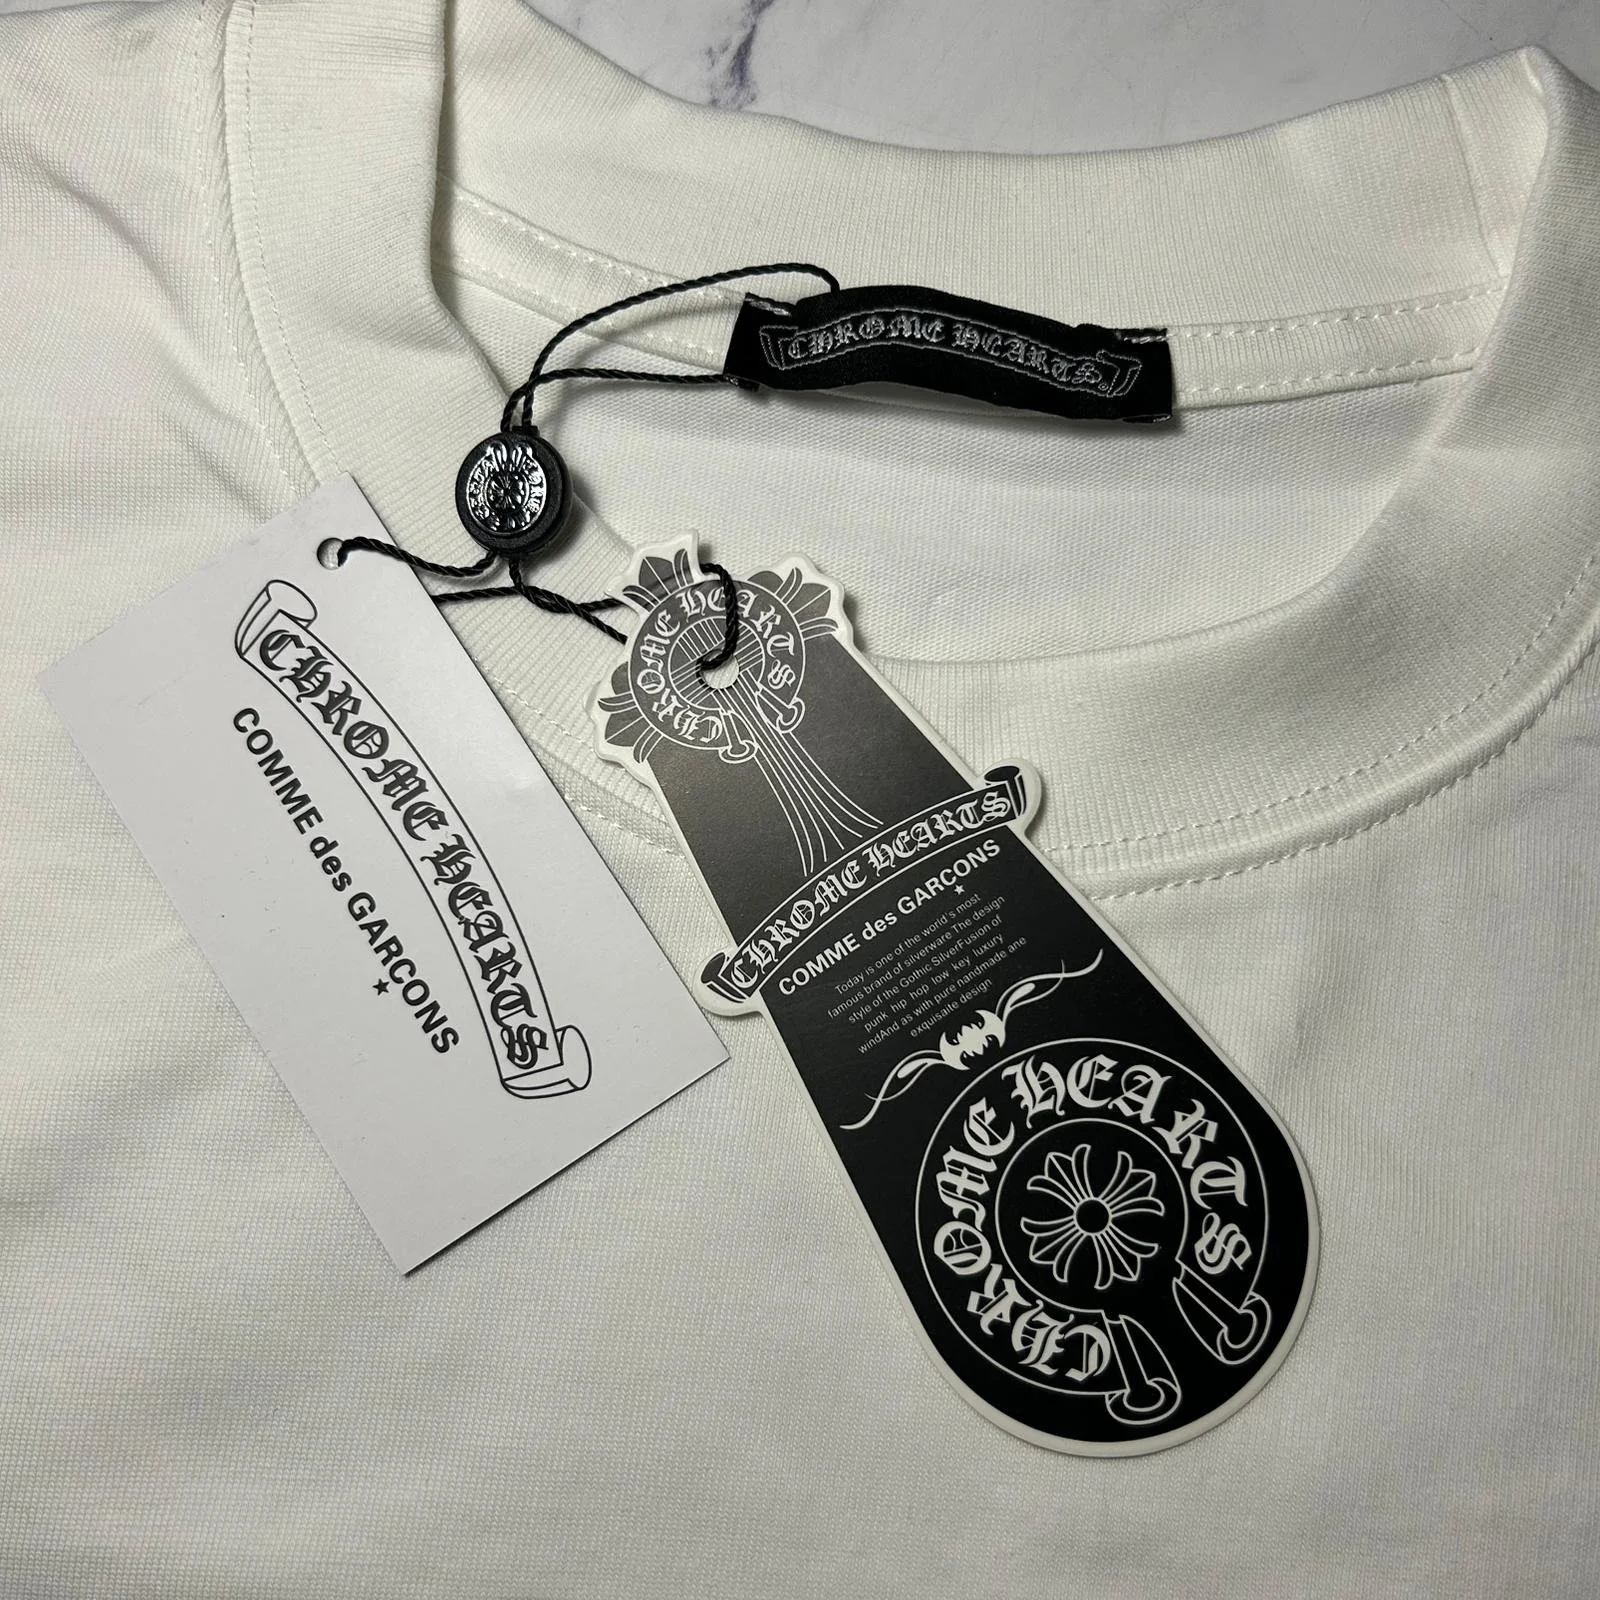 CHROME HEARTS
CHROME HEARTS
COMME des GARCONS
CHROME HEARTS
CHROME HEARTS
COMME des GARCONS
Today is one of the world's most
famous brand of silverware The design
style of the Gothic SilverFusion of
punk hip hop low key luxury
windAnd as with pure nandmade ane
exquisaite design
CHROME HEARTS